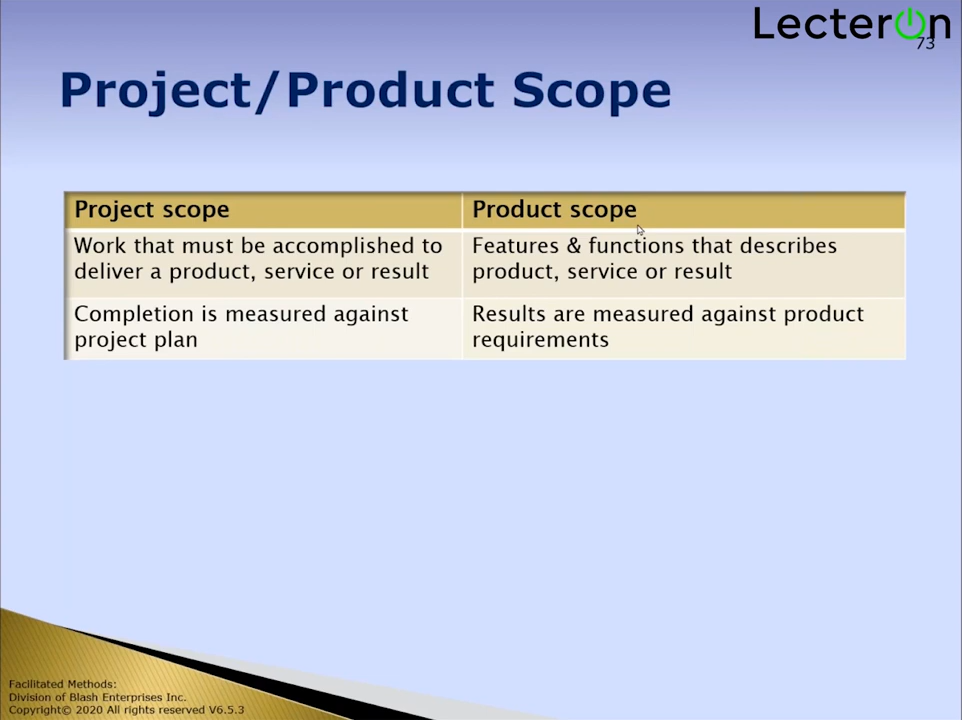 LecterOn
73
Project/Product Scope
Project scope
Product scope
Work that must be accomplished to
deliver a product, service or result
Features & functions that describes
product, service or result
Completion is measured against
project plan
Results are measured against product
requirements
Facilitated Methods:
Division of Blash Enterprises Inc.
Copyright© 2020 All rights reserved V6.5.3